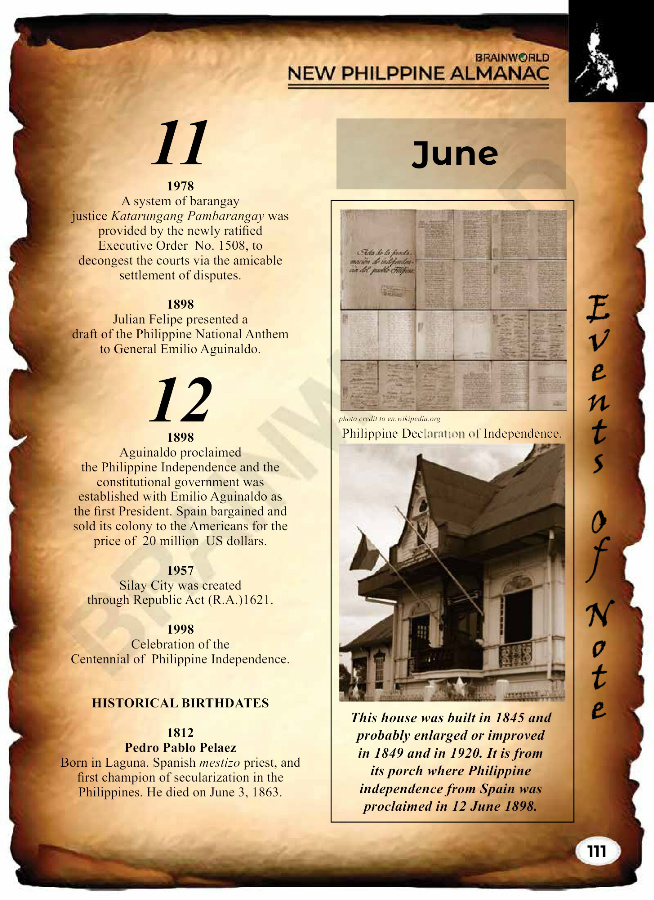 BRAINWORLD
NEW PHILPPINE ALMANAC
11
1978
A system of barangay
justice Katarungang Pambarangay was
provided by the newly ratified
Executive Order No. 1508, to
decongest the courts via the amicable
settlement of disputes.
1898
Julian Felipe presented a
draft of the Philippine National Anthem
to General Emilio Aguinaldo.
12
1898
Aguinaldo proclaimed
the Philippine Independence and the
constitutional government was
established with Emilio Aguinaldo as
the first President. Spain bargained and
sold its colony to the Americans for the
price of 20 million US dollars.
1957
Silay City was created
through Republic Act (R.A.)1621.
1998
Celebration of the
Centennial of Philippine Independence.
HISTORICAL BIRTHDATES
1812
Pedro Pablo Pelaez
Born in Laguna. Spanish mestizo priest, and
first champion of secularization in the
Philippines. He died on June 3, 1863.
June
Acta de la procla-
mación de independen-
cia del pueblo Filipino
photo credit to en.wikipedia.org
Philippine Declaration of Independence.
This house was built in 1845 and
probably enlarged or improved
in 1849 and in 1920. It is from
its porch where Philippine
independence from Spain was
proclaimed in 12 June 1898.
Events of Note
111
BRAINWORLD